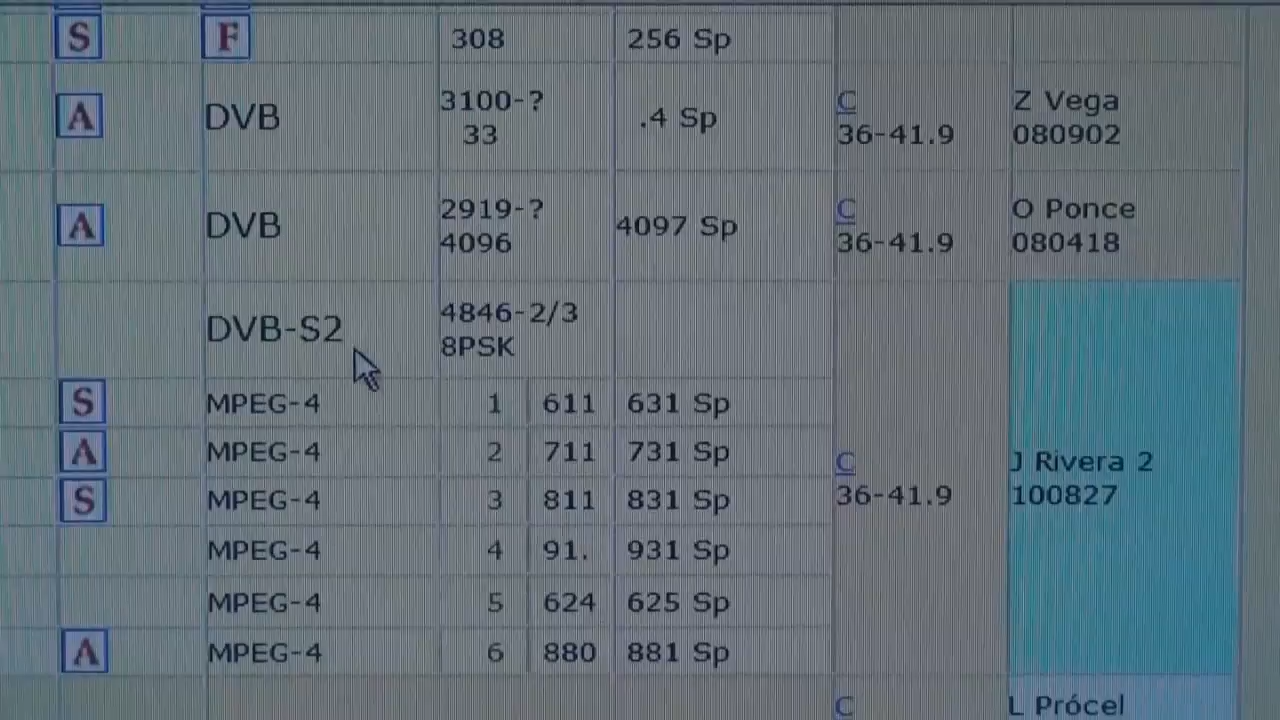 S F 308 256 Sp
A DVB 3100-? 33 .4 Sp C 36-41.9 Z Vega 080902
A DVB 2919-? 4096 4097 Sp C 36-41.9 O Ponce 080418
DVB-S2 4846-2/3 8PSK
S MPEG-4 1 611 631 Sp
A MPEG-4 2 711 731 Sp
C 36-41.9 J Rivera 2 100827
S MPEG-4 3 811 831 Sp
MPEG-4 4 91. 931 Sp
MPEG-4 5 624 625 Sp
A MPEG-4 6 880 881 Sp
C L Prócel